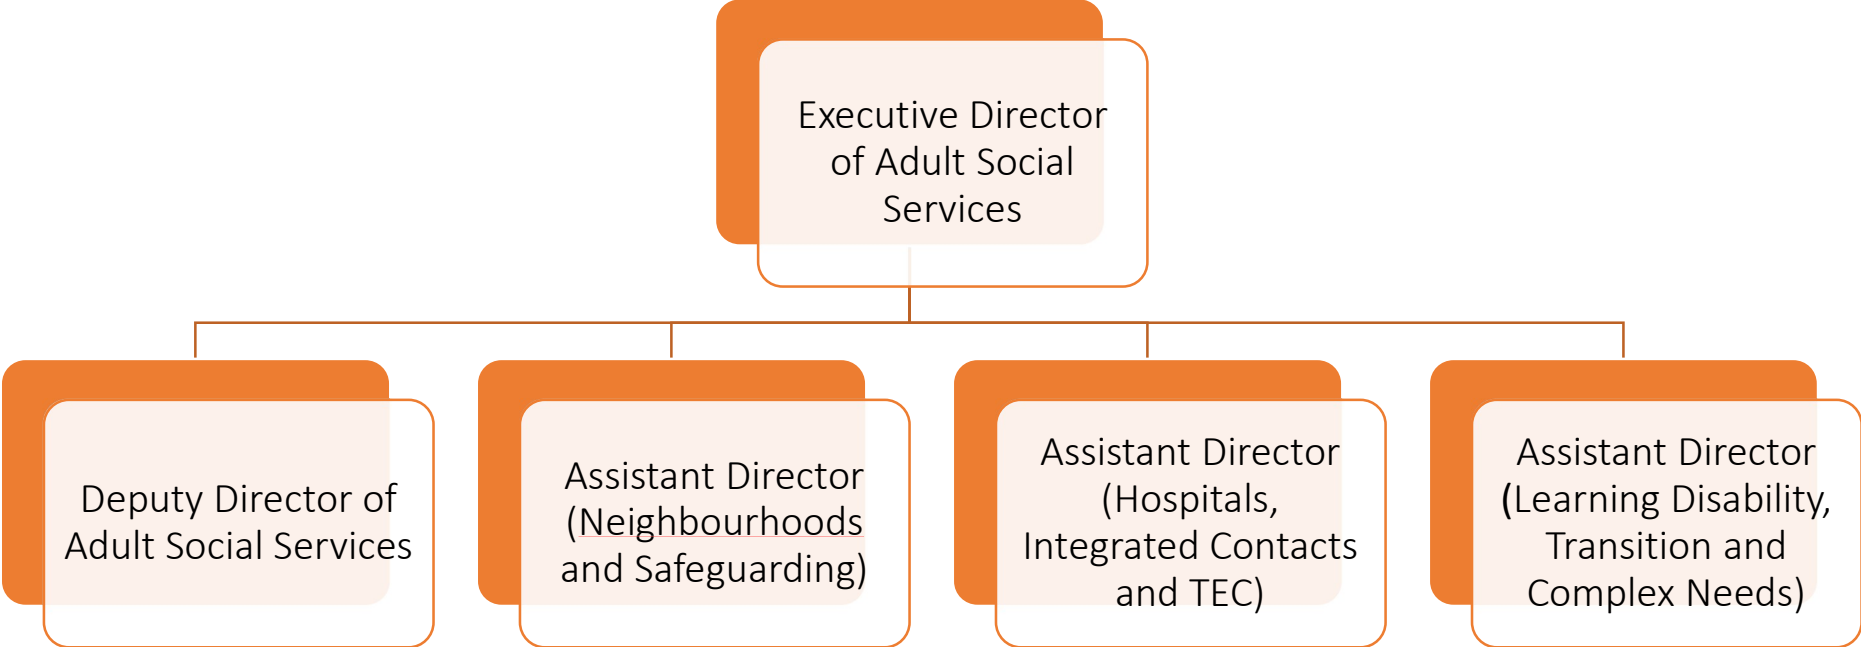 Executive Director
of Adult Social
Services
Deputy Director of
Adult Social Services
Assistant Director
(Neighbourhoods
and Safeguarding)
Assistant Director
(Hospitals,
Integrated Contacts
and TEC)
Assistant Director
(Learning Disability,
Transition and
Complex Needs)